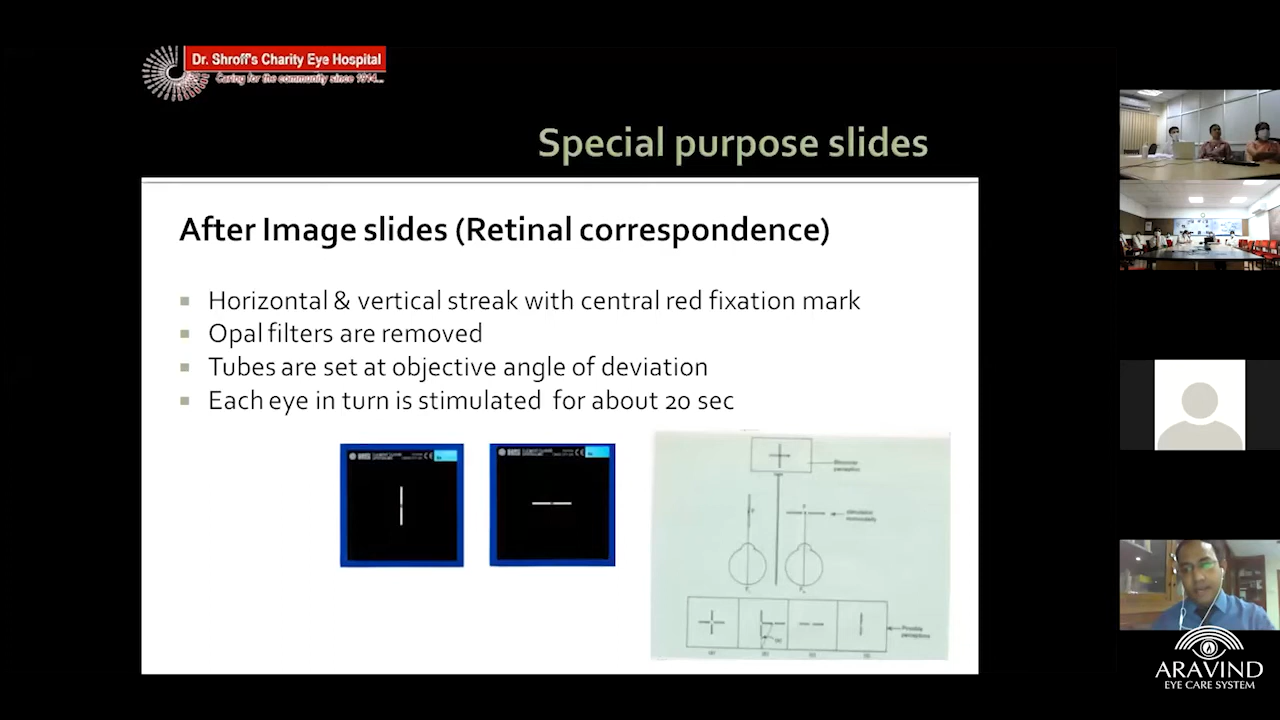 Dr. Shroff's Charity Eye Hospital
Caring for the community since 1914...
Special purpose slides
After Image slides (Retinal correspondence)
Horizontal & vertical streak with central red fixation mark
Opal filters are removed
Tubes are set at objective angle of deviation
Each eye in turn is stimulated for about 20 sec
Possible
perceptions
ARAVIND
EYE CARE SYSTEM